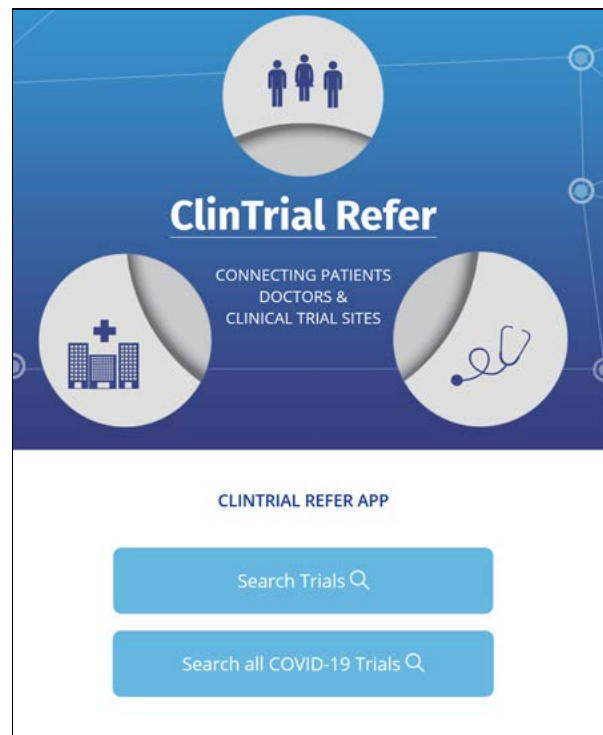 ClinTrial Refer
CONNECTING PATIENTS
DOCTORS &
CLINICAL TRIAL SITES
CLINTRIAL REFER APP
Search Trials
Search all COVID-19 Trials